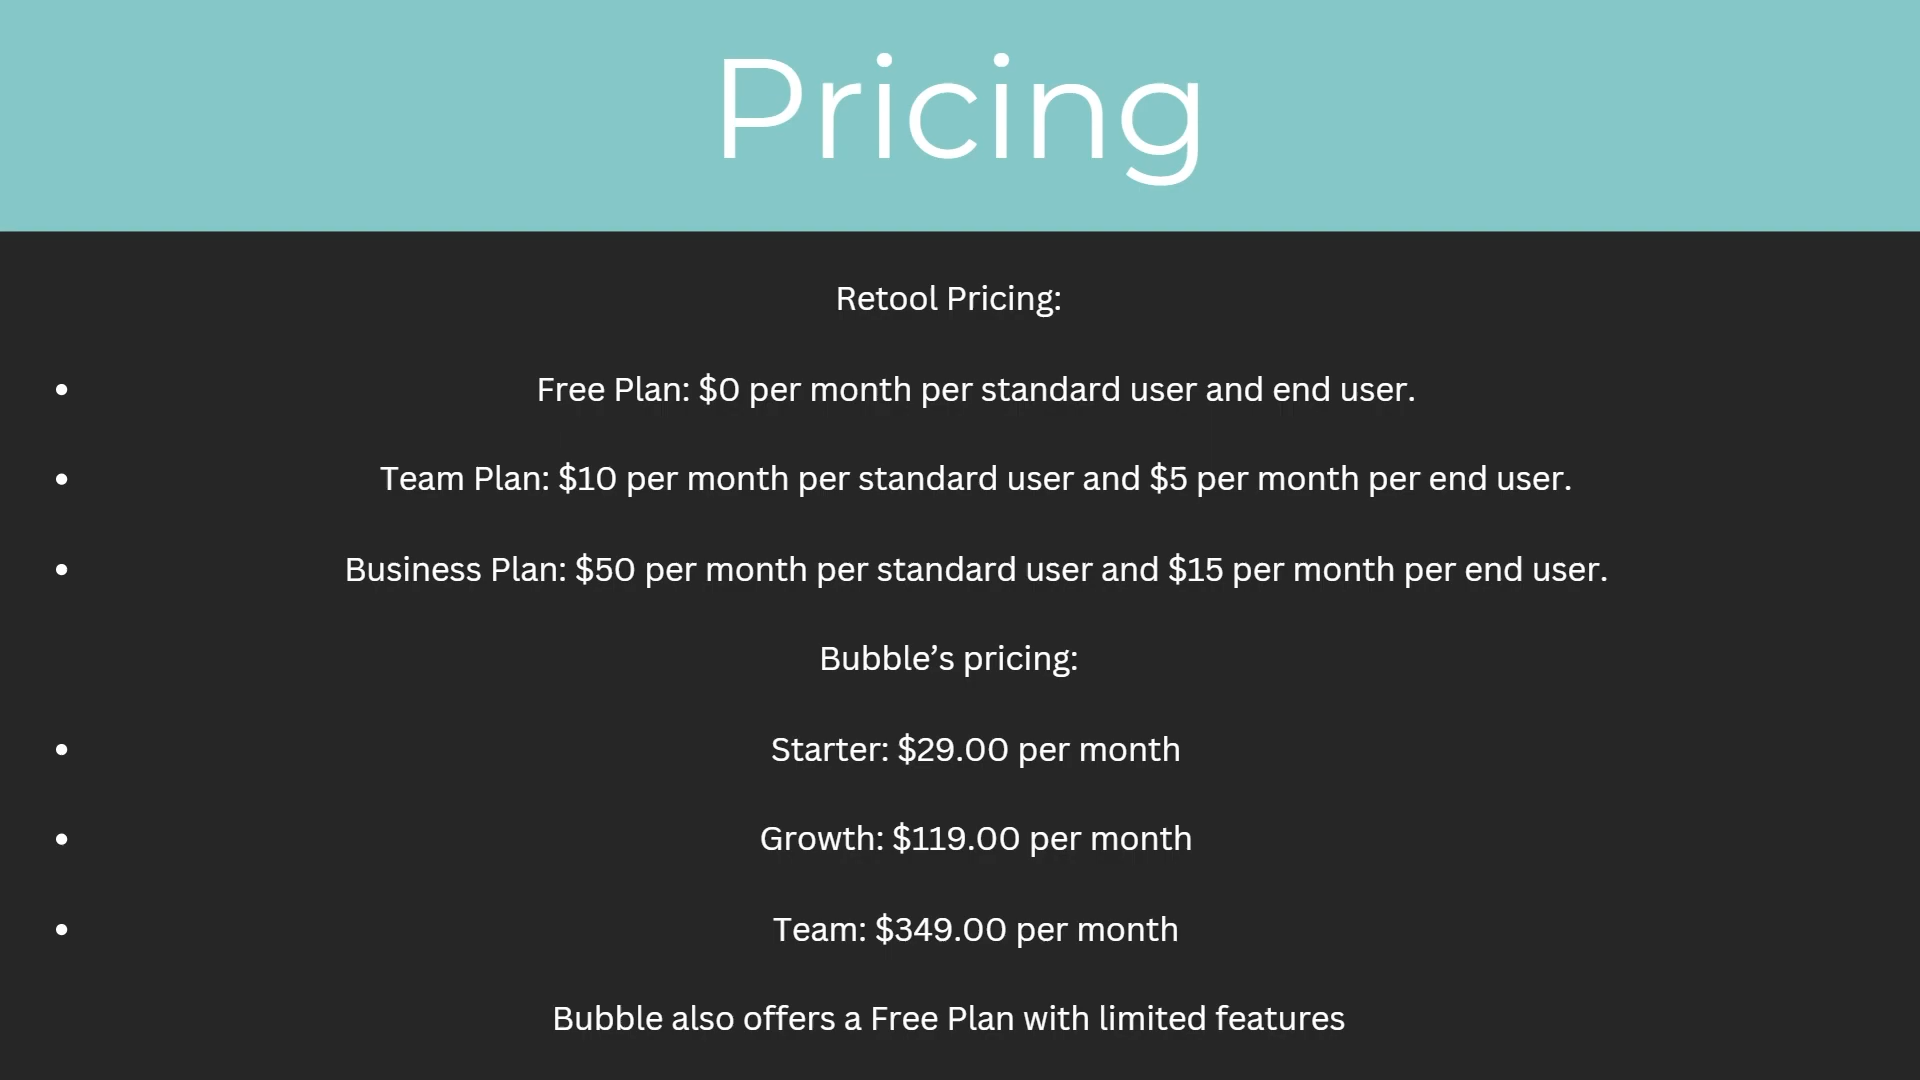 Pricing
Retool Pricing:
• Free Plan: $0 per month per standard user and end user.
• Team Plan: $10 per month per standard user and $5 per month per end user.
• Business Plan: $50 per month per standard user and $15 per month per end user.
Bubble’s pricing:
• Starter: $29.00 per month
• Growth: $119.00 per month
• Team: $349.00 per month
Bubble also offers a Free Plan with limited features